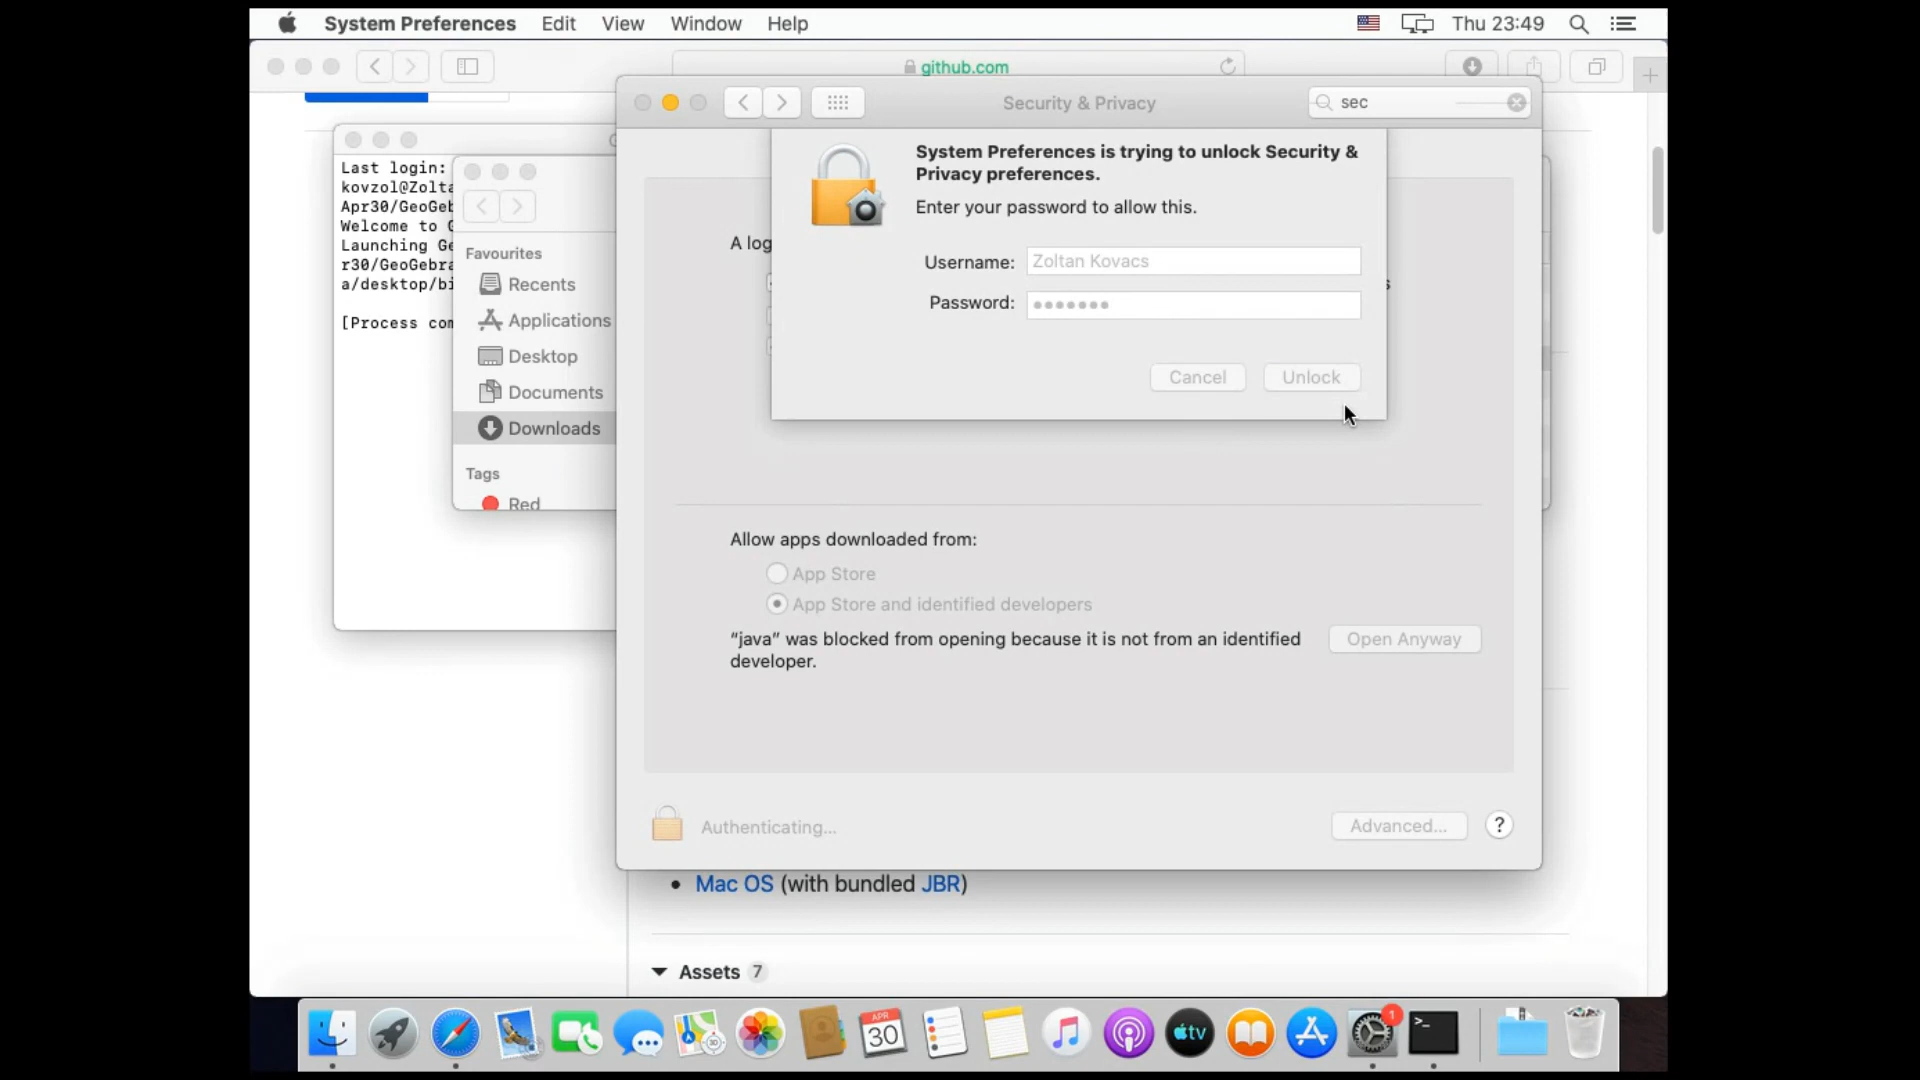 System Preferences Edit View Window Help Thu 23:49
github.com
Security & Privacy
sec
Last login:
kovzol@Zolta
Apr30/GeoGeb
Welcome to G
Launching Ge
r30/GeoGebra
a/desktop/bi
[Process com
Favourites
Recents
Applications
Desktop
Documents
Downloads
Tags
Red
A log
System Preferences is trying to unlock Security &
Privacy preferences.
Enter your password to allow this.
Username: Zoltan Kovacs
Password: •••••••
Cancel Unlock
Allow apps downloaded from:
App Store
App Store and identified developers
“java” was blocked from opening because it is not from an identified
developer.
Open Anyway
Authenticating...
Advanced...
?
• Mac OS (with bundled JBR)
Assets 7
APR
30
tv
1